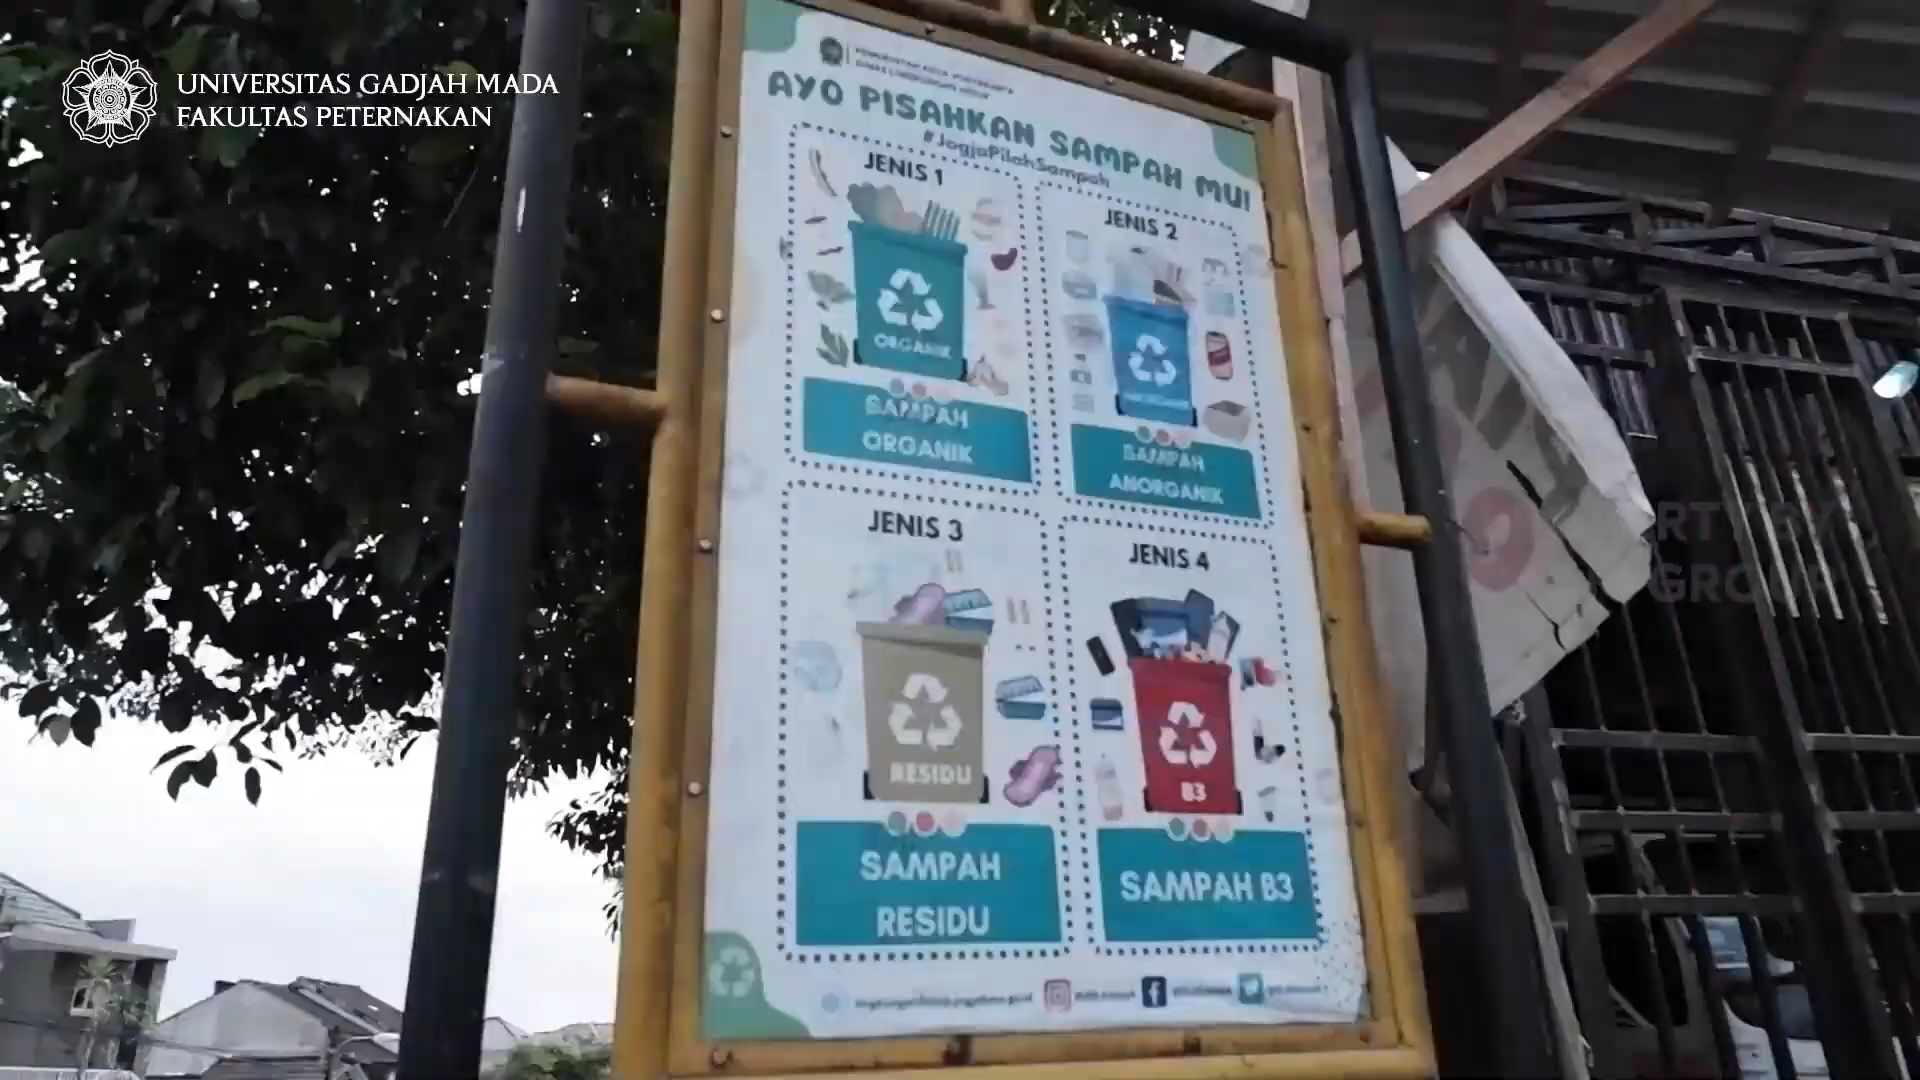 UNIVERSITAS GADJAH MADA
FAKULTAS PETERNAKAN
AYO PISAHKAN SAMPAH MU!
#JogjaPilahSampah
JENIS 1
ORGANIK
SAMPAH
ORGANIK
JENIS 2
SAMPAH
ANORGANIK
JENIS 3
RESIDU
SAMPAH
RESIDU
JENIS 4
B3
SAMPAH B3
GROUP